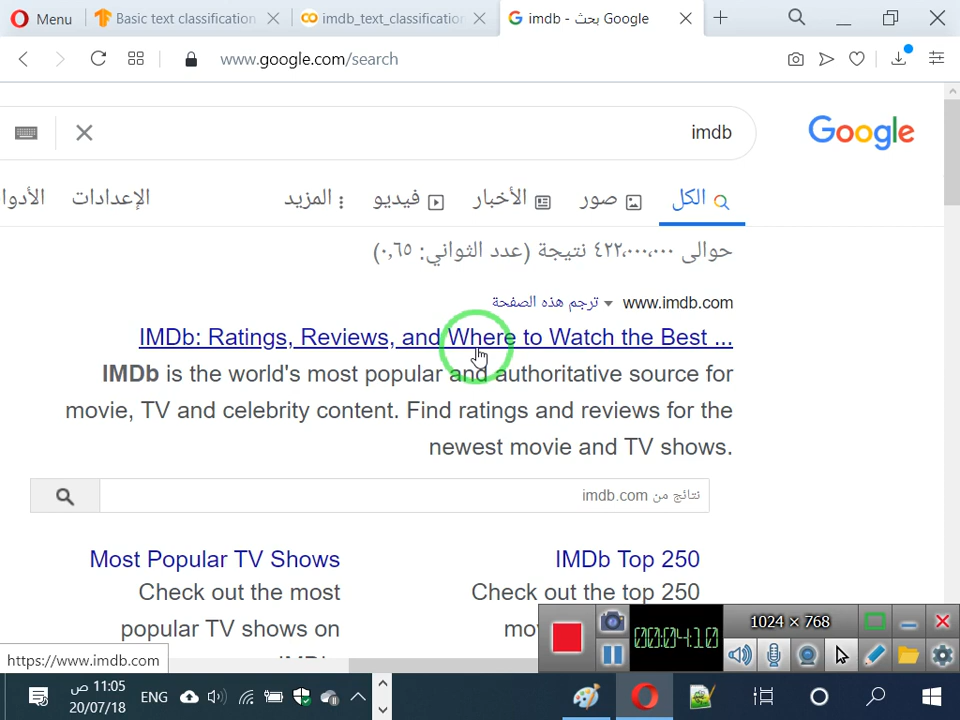 Menu
Basic text classification
imdb_text_classification
imdb - بحث Google
www.google.com/search
imdb
Google
الكل
صور
الأخبار
فيديو
المزيد
الإعدادات
الأدوا
حوالى ٤٢٢,٠٠٠,٠٠٠ نتيجة (عدد الثواني: ٠,٦٥)
www.imdb.com ترجم هذه الصفحة
IMDb: Ratings, Reviews, and Where to Watch the Best ...
IMDb is the world's most popular and authoritative source for
movie, TV and celebrity content. Find ratings and reviews for the
newest movie and TV shows.
نتائج من imdb.com
IMDb Top 250
Check out the top 250
Most Popular TV Shows
Check out the most
popular TV shows on
https://www.imdb.com
00:04:10
1024 × 768
11:05 ص
20/07/18
ENG